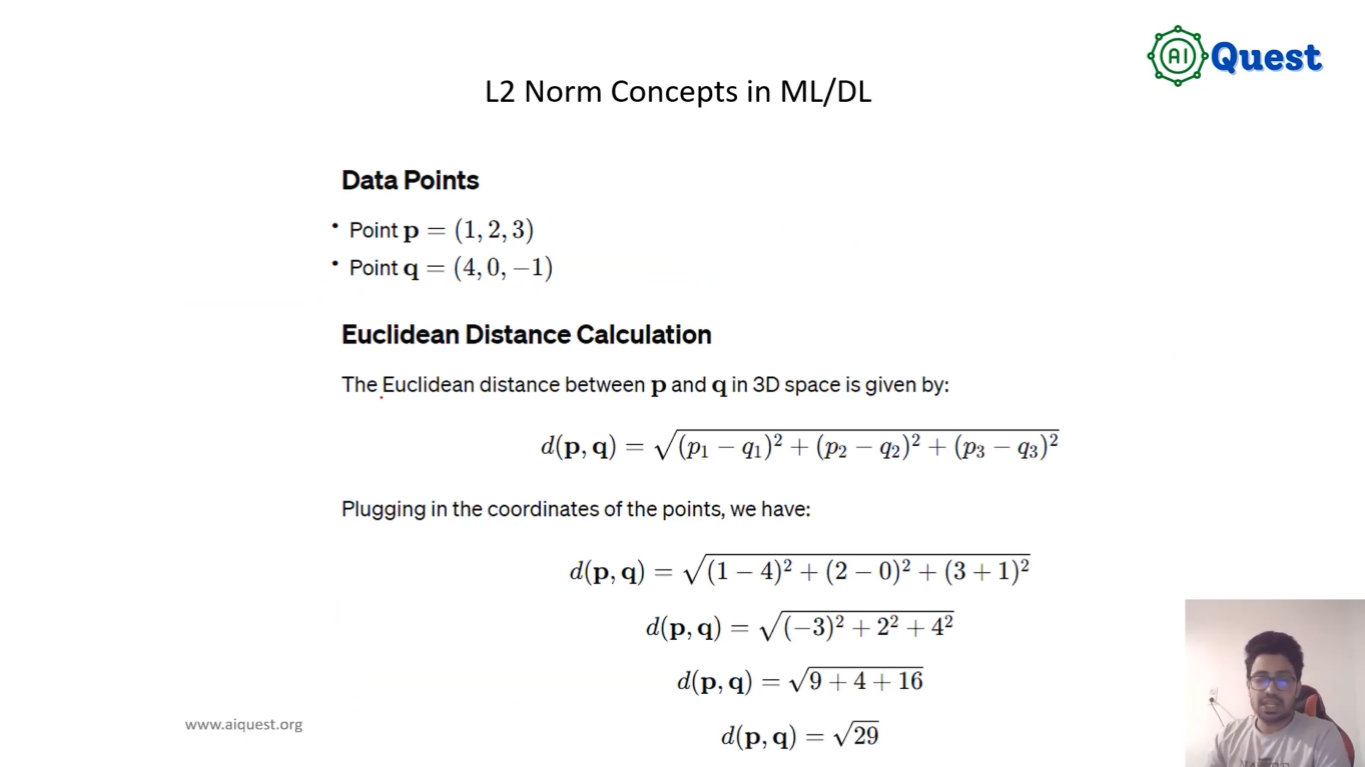 AI Quest
L2 Norm Concepts in ML/DL
Data Points
• Point p = (1, 2, 3)
• Point q = (4, 0, −1)
Euclidean Distance Calculation
The Euclidean distance between p and q in 3D space is given by:
d(p, q) = √((p₁ − q₁)² + (p₂ − q₂)² + (p₃ − q₃)²)
Plugging in the coordinates of the points, we have:
d(p, q) = √((1 − 4)² + (2 − 0)² + (3 + 1)²)
d(p, q) = √((−3)² + 2² + 4²)
d(p, q) = √(9 + 4 + 16)
www.aiquest.org
d(p, q) = √29